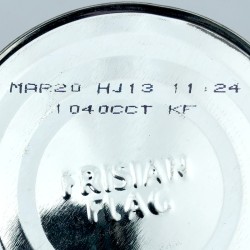 MAR20 HJ13 11:24
1040CCT KF
FRISIAN
FLAG